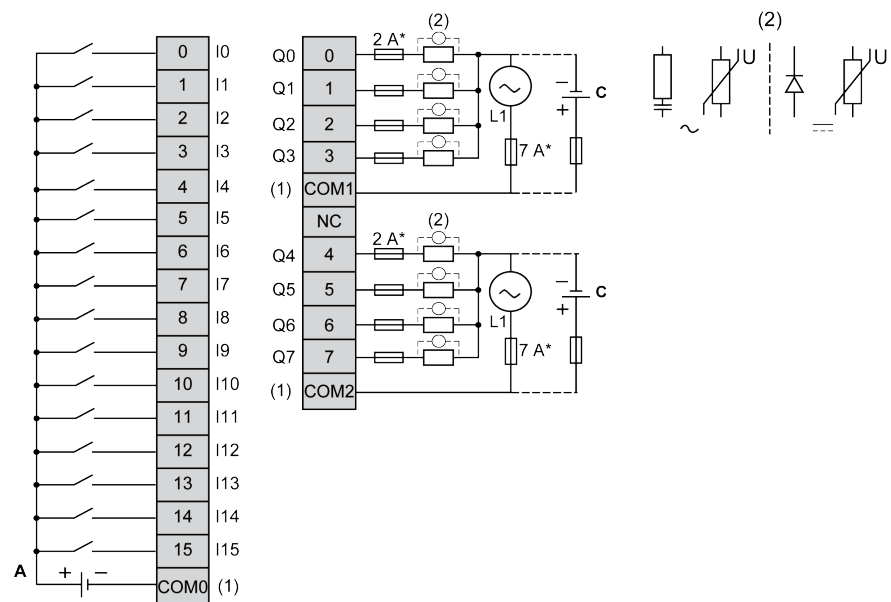 0 I0
1 I1
2 I2
3 I3
4 I4
5 I5
6 I6
7 I7
8 I8
9 I9
10 I10
11 I11
12 I12
13 I13
14 I14
15 I15
A + − COM0 (1)
(2)
Q0 0 2 A*
Q1 1
Q2 2
Q3 3
(1) COM1
L1
7 A*
− + C
NC
(2)
Q4 4 2 A*
Q5 5
Q6 6
Q7 7
(1) COM2
L1
7 A*
− + C
(2)
U
U